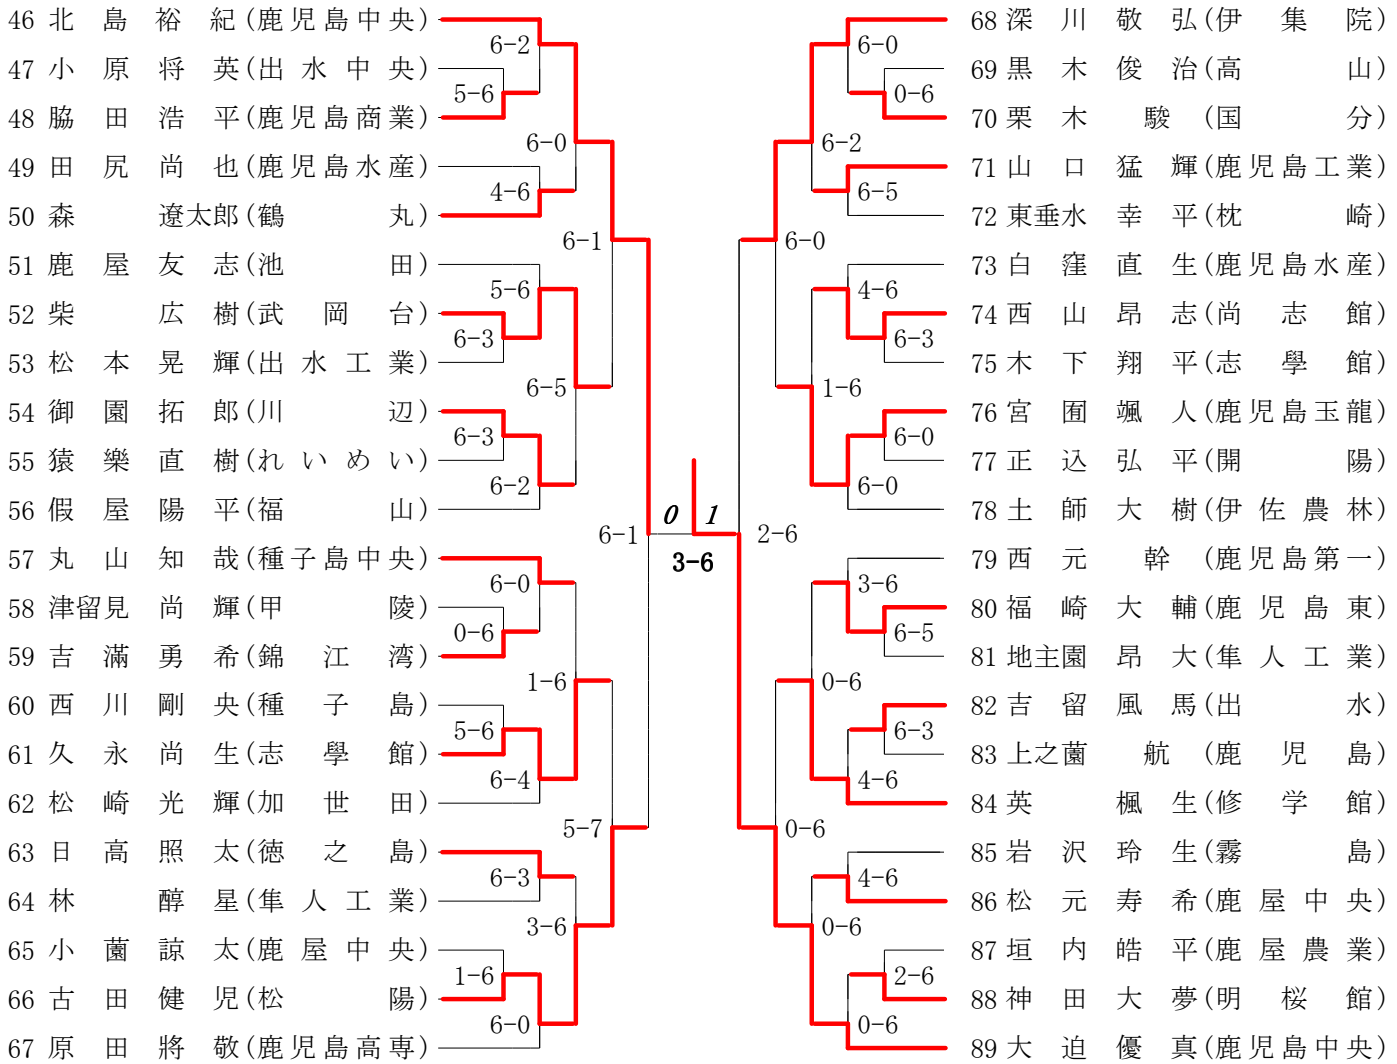 46 北島裕紀(鹿児島中央)
47 小原将英(出水中央)
48 脇田浩平(鹿児島商業)
49 田尻尚也(鹿児島水産)
50 森遼太郎(鶴丸)
51 鹿屋友志(池田)
52 柴広樹(武岡台)
53 松本晃輝(出水工業)
54 御園拓郎(川辺)
55 猿樂直樹(れいめい)
56 假屋陽平(福山)
57 丸山知哉(種子島中央)
58 津留見尚輝(甲陵)
59 吉満勇希(錦江湾)
60 西川剛央(種子島)
61 久永尚生(志學館)
62 松崎光輝(加世田)
63 日高照太(徳之島)
64 林醇星(隼人工業)
65 小薗諒太(鹿屋中央)
66 古田健児(松陽)
67 原田將敬(鹿児島高専)
6-2
5-6
6-0
4-6
6-1
5-6
6-3
6-5
6-3
6-2
6-1
6-0
0-6
1-6
5-6
6-4
5-7
6-3
3-6
1-6
6-0
0 1
3-6
6-0
0-6
6-2
6-5
6-0
4-6
6-3
1-6
6-0
6-0
2-6
3-6
6-5
0-6
6-3
4-6
0-6
4-6
0-6
2-6
0-6
68 深川敬弘(伊集院)
69 黒木俊治(高山)
70 栗木駿(国分)
71 山口猛輝(鹿児島工業)
72 東垂水幸平(枕崎)
73 白窪直生(鹿児島水産)
74 西山昂志(尚志館)
75 木下翔平(志學館)
76 宮囿颯人(鹿児島玉龍)
77 正込弘平(開陽)
78 土師大樹(伊佐農林)
79 西元幹(鹿児島第一)
80 福崎大輔(鹿児島東)
81 地主園昂大(隼人工業)
82 吉留風馬(出水)
83 上之薗航(鹿児島)
84 英楓生(修学館)
85 岩沢玲生(霧島)
86 松元寿希(鹿屋中央)
87 垣内皓平(鹿屋農業)
88 神田大夢(明桜館)
89 大迫優真(鹿児島中央)